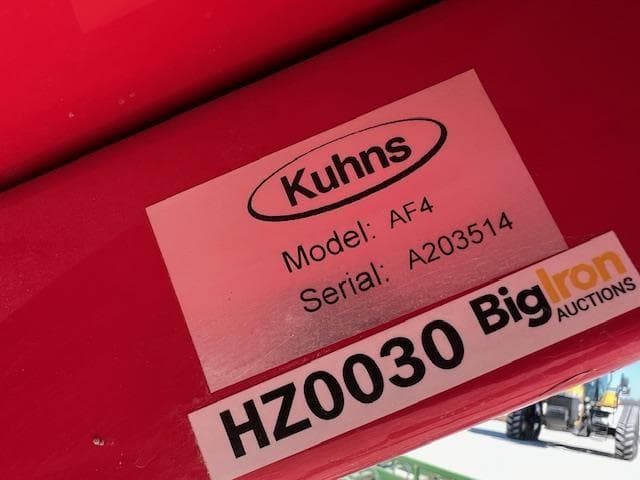 Kuhns
Model: AF4
Serial: A203514
HZ0030 BigIron
AUCTIONS